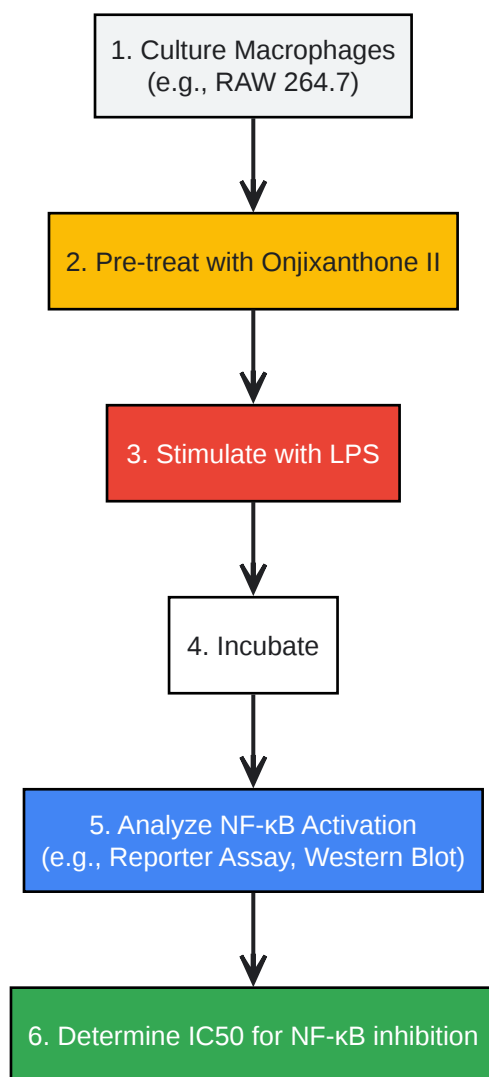 1. Culture Macrophages
(e.g., RAW 264.7)
2. Pre-treat with Onjixanthone II
3. Stimulate with LPS
4. Incubate
5. Analyze NF-κB Activation
(e.g., Reporter Assay, Western Blot)
6. Determine IC50 for NF-κB inhibition